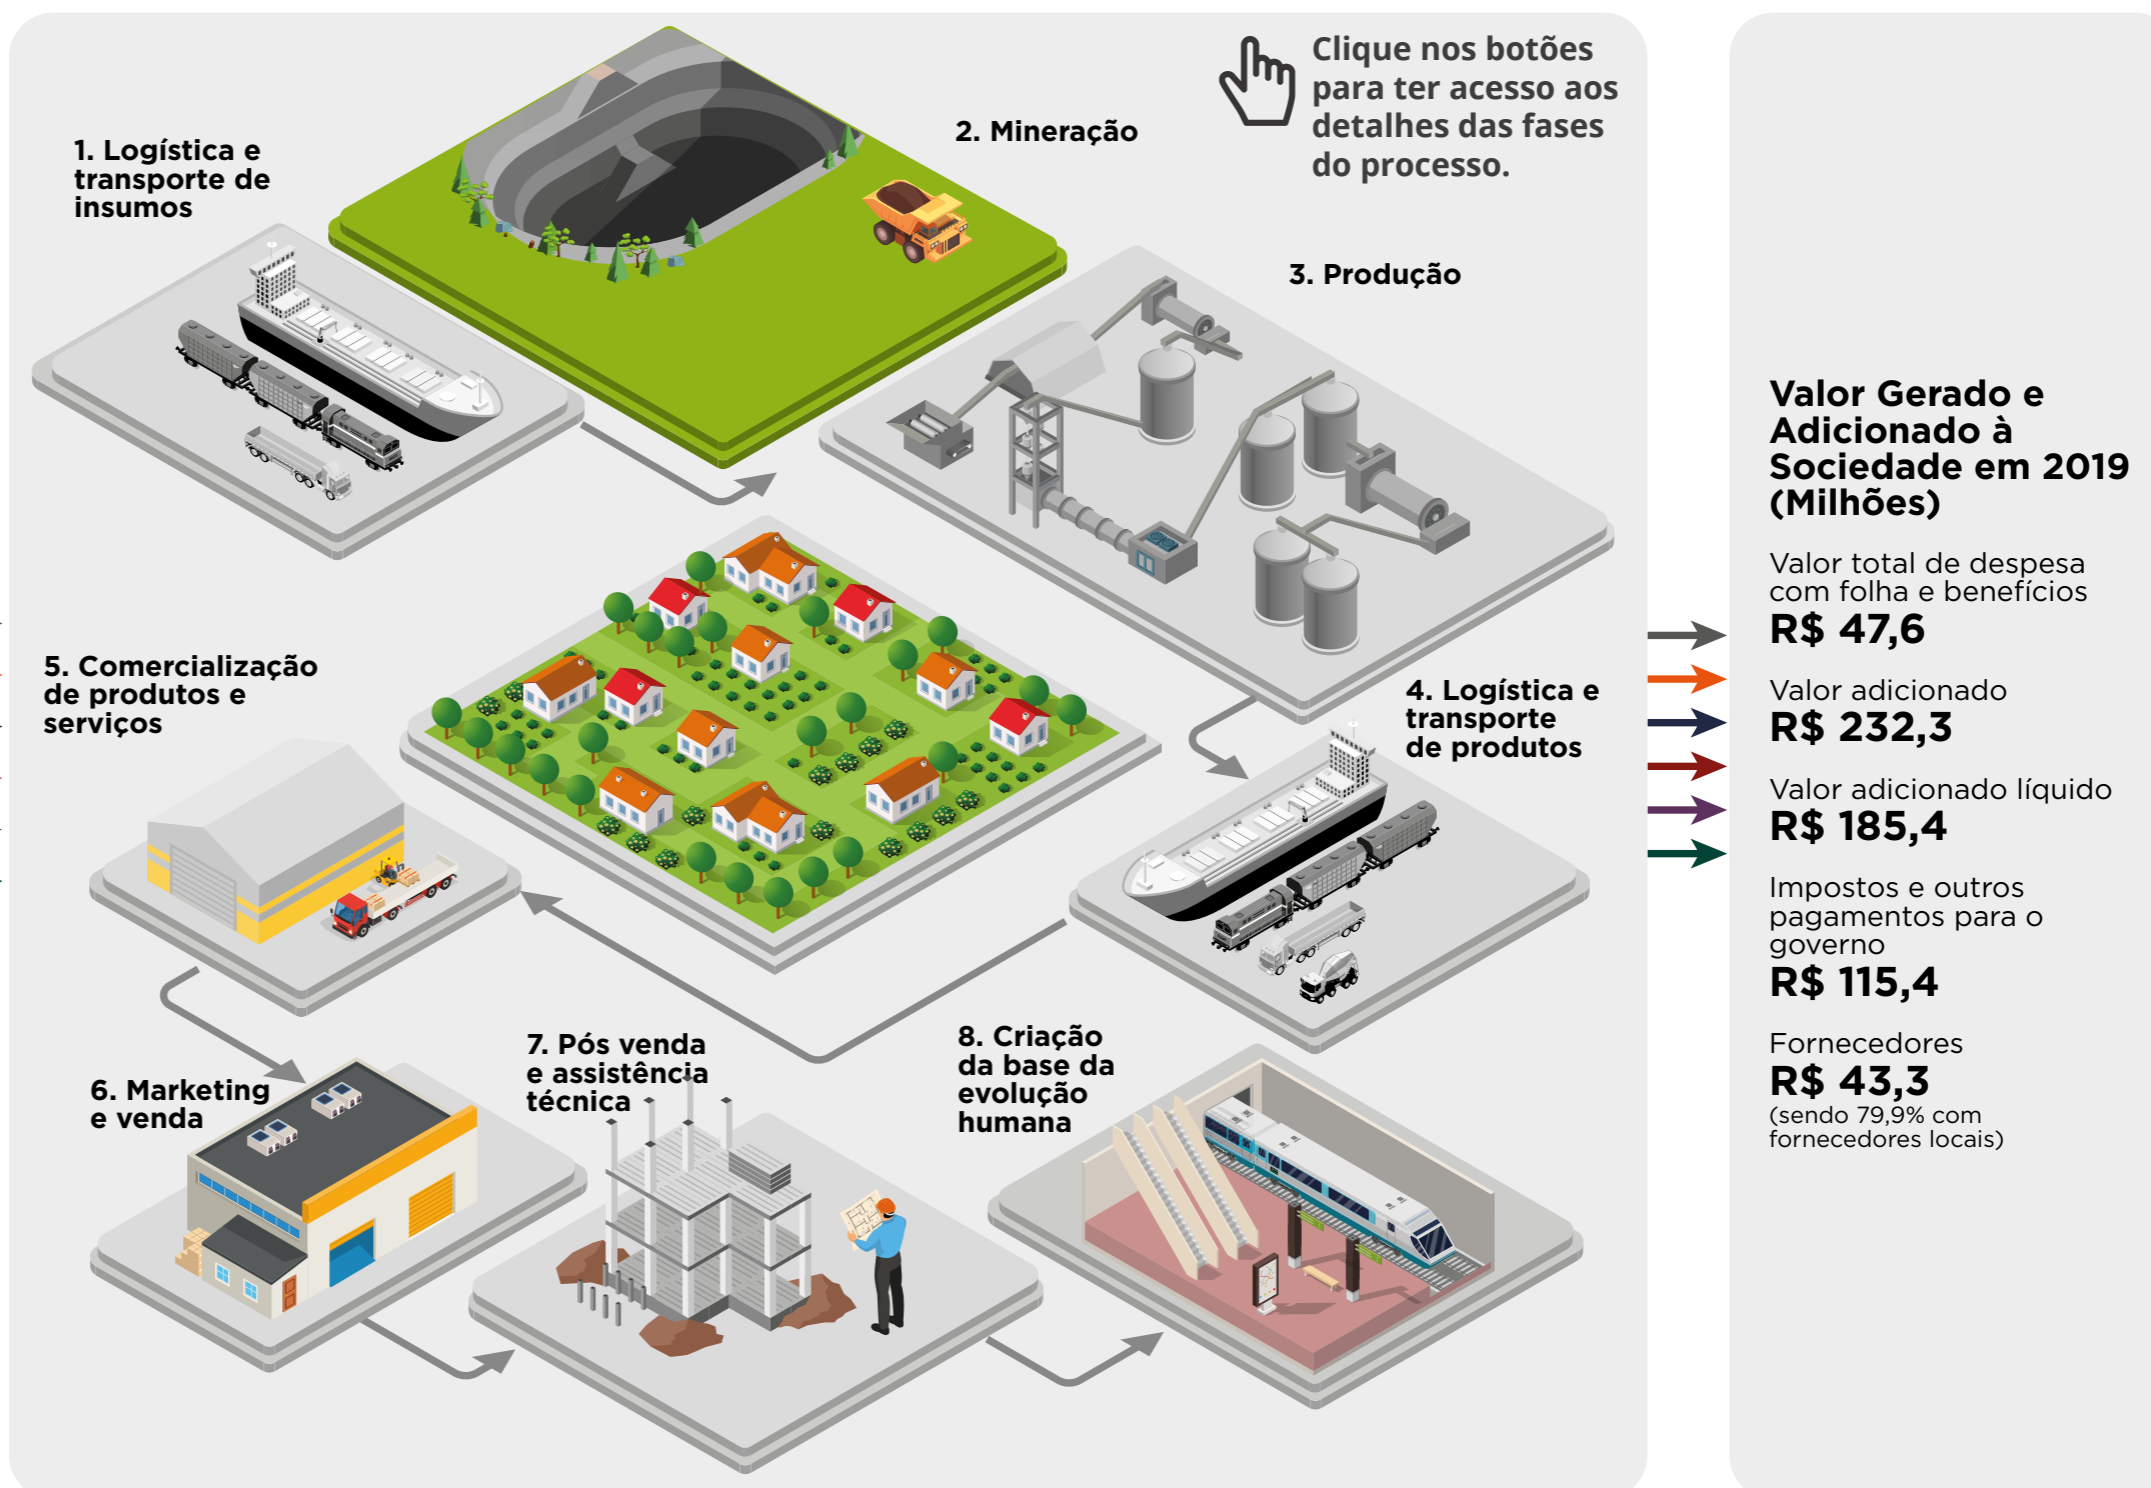 Clique nos botões
para ter acesso aos
detalhes das fases
do processo.
1. Logística e
transporte de
insumos
2. Mineração
3. Produção
4. Logística e
transporte
de produtos
5. Comercialização
de produtos e
serviços
6. Marketing
e venda
7. Pós venda
e assistência
técnica
8. Criação
da base da
evolução
humana
Valor Gerado e
Adicionado à
Sociedade em 2019
(Milhões)
Valor total de despesa
com folha e benefícios
R$ 47,6
Valor adicionado
R$ 232,3
Valor adicionado líquido
R$ 185,4
Impostos e outros
pagamentos para o
governo
R$ 115,4
Fornecedores
R$ 43,3
(sendo 79,9% com
fornecedores locais)